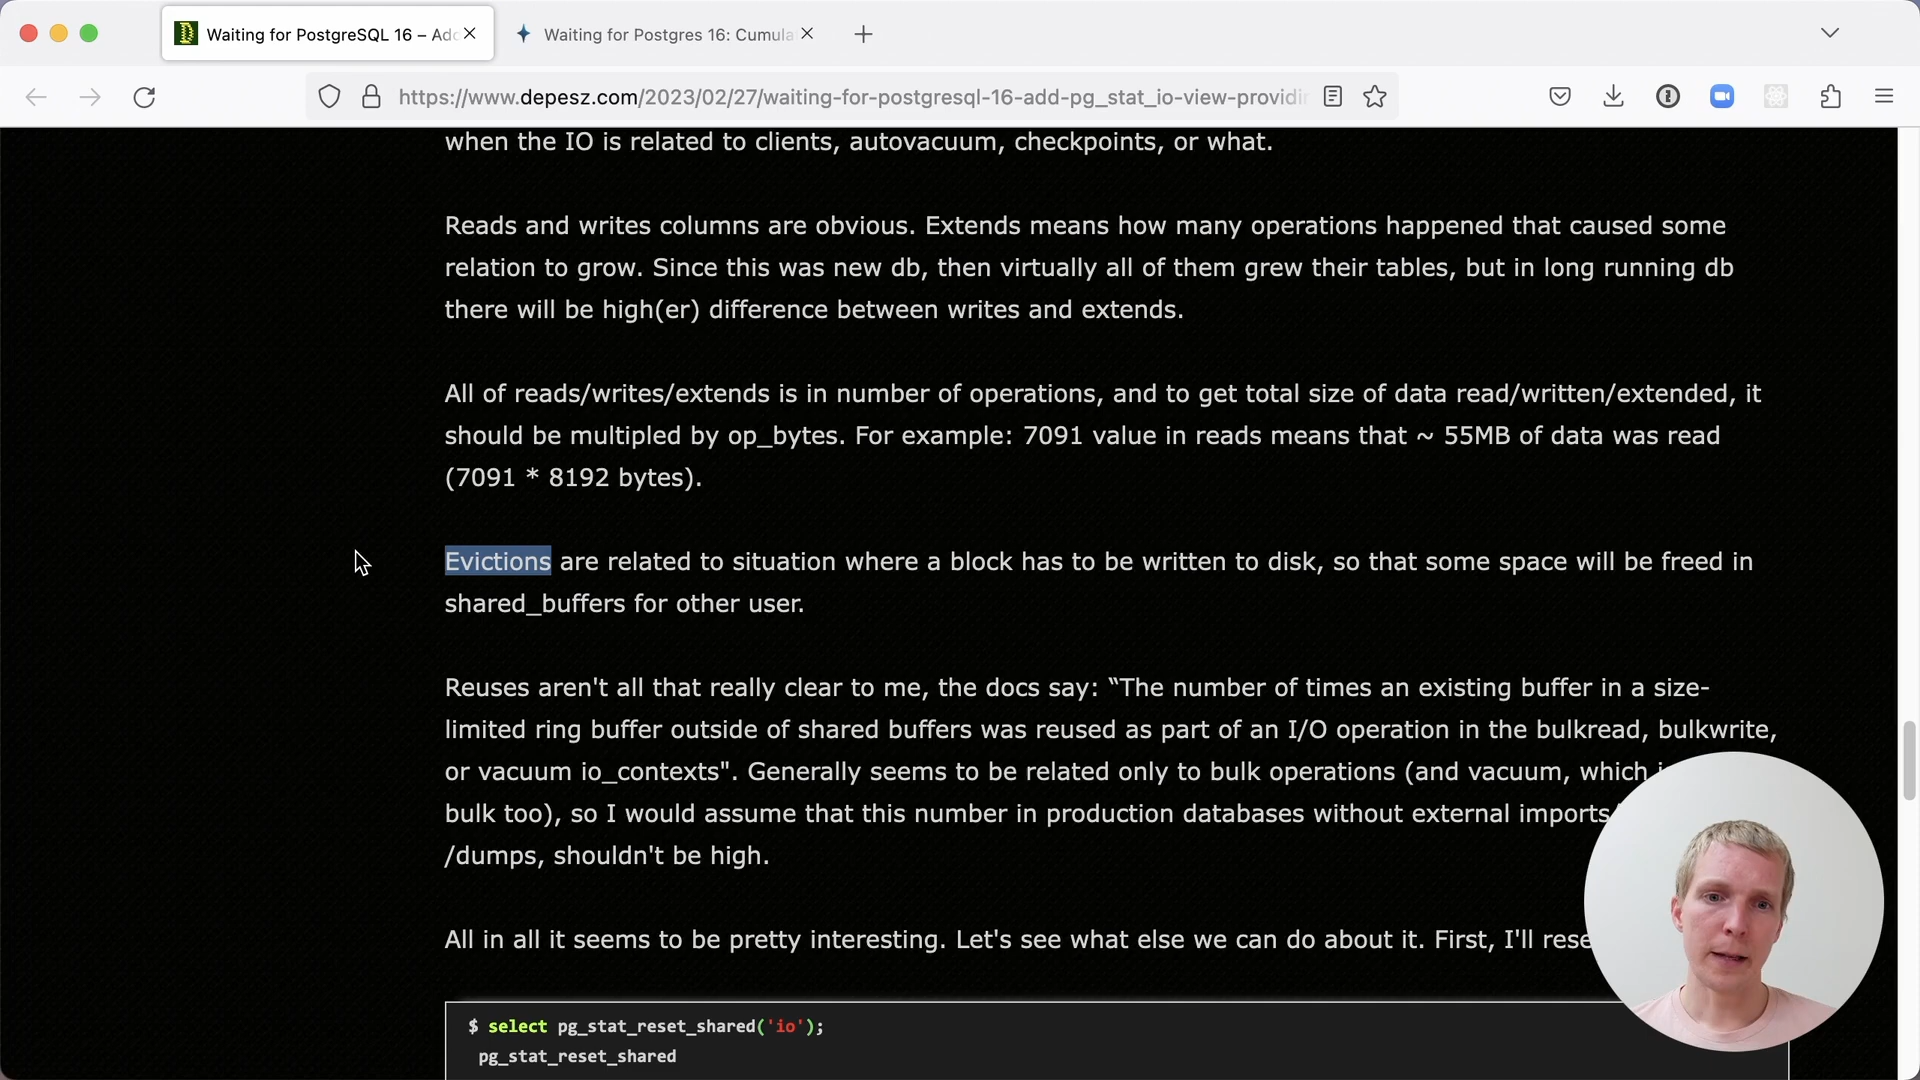 Waiting for PostgreSQL 16 – Ad
Waiting for Postgres 16: Cumula
https://www.depesz.com/2023/02/27/waiting-for-postgresql-16-add-pg_stat_io-view-providi
when the IO is related to clients, autovacuum, checkpoints, or what.
Reads and writes columns are obvious. Extends means how many operations happened that caused some
relation to grow. Since this was new db, then virtually all of them grew their tables, but in long running db
there will be high(er) difference between writes and extends.
All of reads/writes/extends is in number of operations, and to get total size of data read/written/extended, it
should be multipled by op_bytes. For example: 7091 value in reads means that ~ 55MB of data was read
(7091 * 8192 bytes).
Evictions are related to situation where a block has to be written to disk, so that some space will be freed in
shared_buffers for other user.
Reuses aren't all that really clear to me, the docs say: “The number of times an existing buffer in a size-
limited ring buffer outside of shared buffers was reused as part of an I/O operation in the bulkread, bulkwrite,
or vacuum io_contexts". Generally seems to be related only to bulk operations (and vacuum, which
bulk too), so I would assume that this number in production databases without external imports
/dumps, shouldn't be high.
All in all it seems to be pretty interesting. Let's see what else we can do about it. First, I'll rese
$ select pg_stat_reset_shared('io');
pg_stat_reset_shared